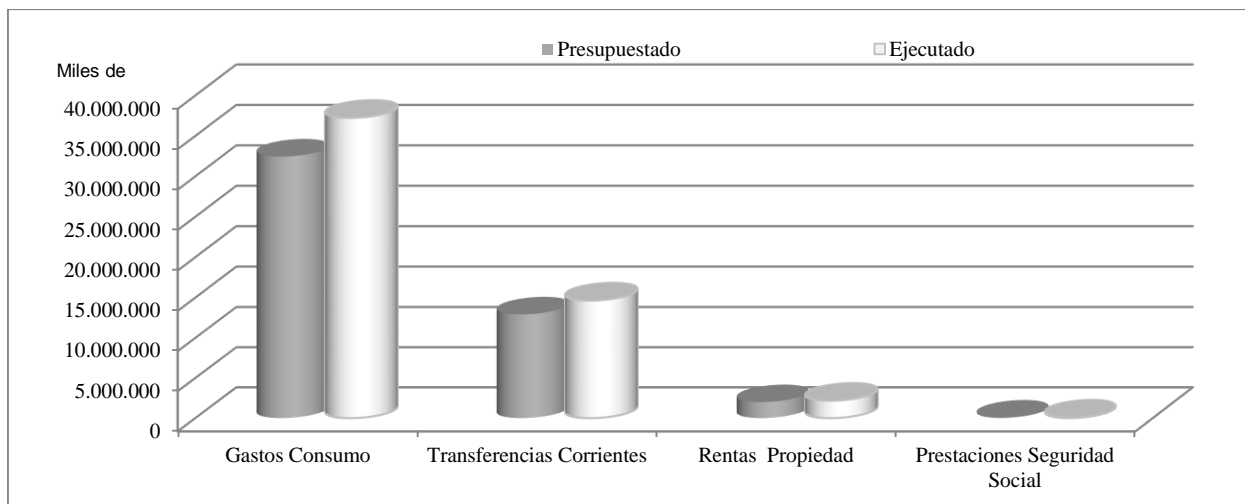 Presupuestado
Ejecutado
Miles de
40.000.000
35.000.000
30.000.000
25.000.000
20.000.000
15.000.000
10.000.000
5.000.000
0
Gastos Consumo
Transferencias Corrientes
Rentas Propiedad
Prestaciones Seguridad
Social